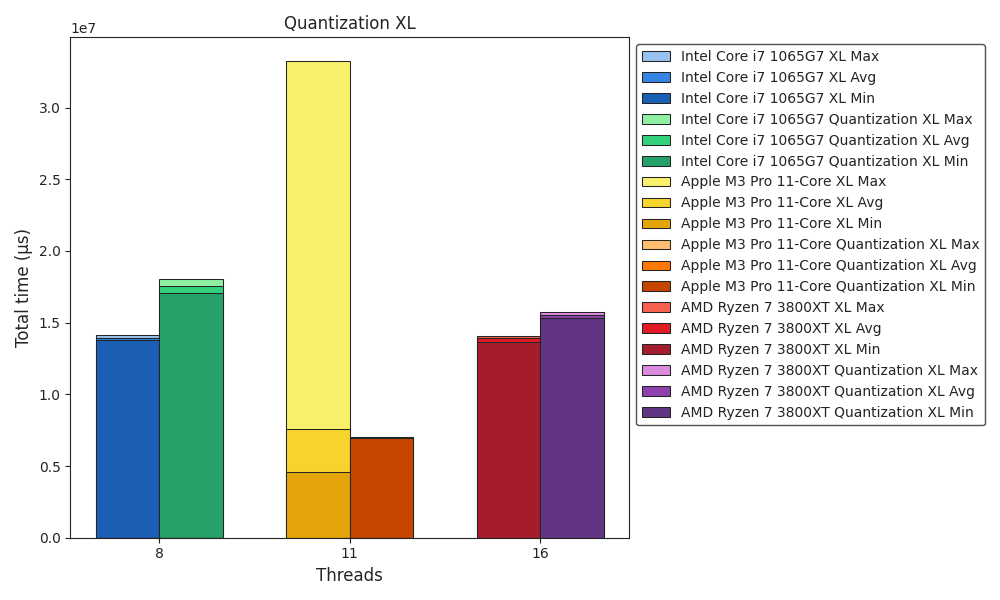 Quantization XL
1e7
3.0
2.5
2.0
1.5
1.0
0.5
0.0
Total time (µs)
8
11
16
Threads
Intel Core i7 1065G7 XL Max
Intel Core i7 1065G7 XL Avg
Intel Core i7 1065G7 XL Min
Intel Core i7 1065G7 Quantization XL Max
Intel Core i7 1065G7 Quantization XL Avg
Intel Core i7 1065G7 Quantization XL Min
Apple M3 Pro 11-Core XL Max
Apple M3 Pro 11-Core XL Avg
Apple M3 Pro 11-Core XL Min
Apple M3 Pro 11-Core Quantization XL Max
Apple M3 Pro 11-Core Quantization XL Avg
Apple M3 Pro 11-Core Quantization XL Min
AMD Ryzen 7 3800XT XL Max
AMD Ryzen 7 3800XT XL Avg
AMD Ryzen 7 3800XT XL Min
AMD Ryzen 7 3800XT Quantization XL Max
AMD Ryzen 7 3800XT Quantization XL Avg
AMD Ryzen 7 3800XT Quantization XL Min